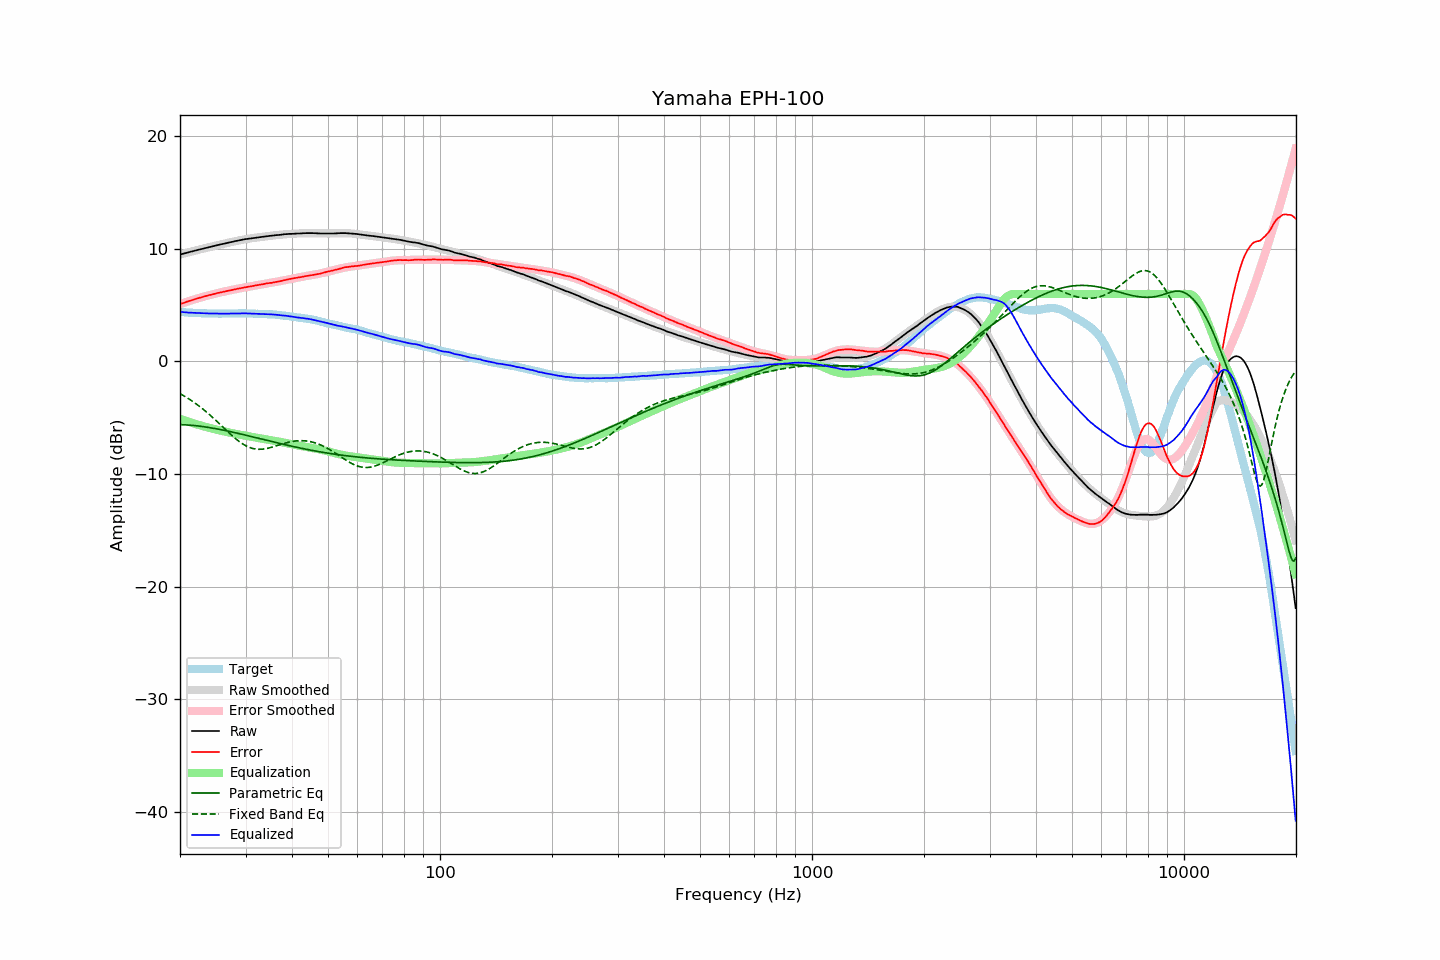 Yamaha EPH-100
Amplitude (dBr)
20
10
0
−10
−20
−30
−40
Target
Raw Smoothed
Error Smoothed
Raw
Error
Equalization
Parametric Eq
Fixed Band Eq
Equalized
100
1000
10000
Frequency (Hz)